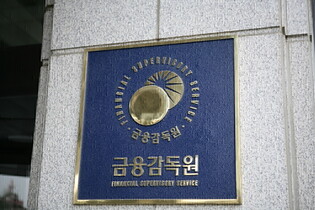 FINANCIAL SUPERVISORY SERVICE
·금융감독원·
금융감독원
FINANCIAL SUPERVISORY SERVICE